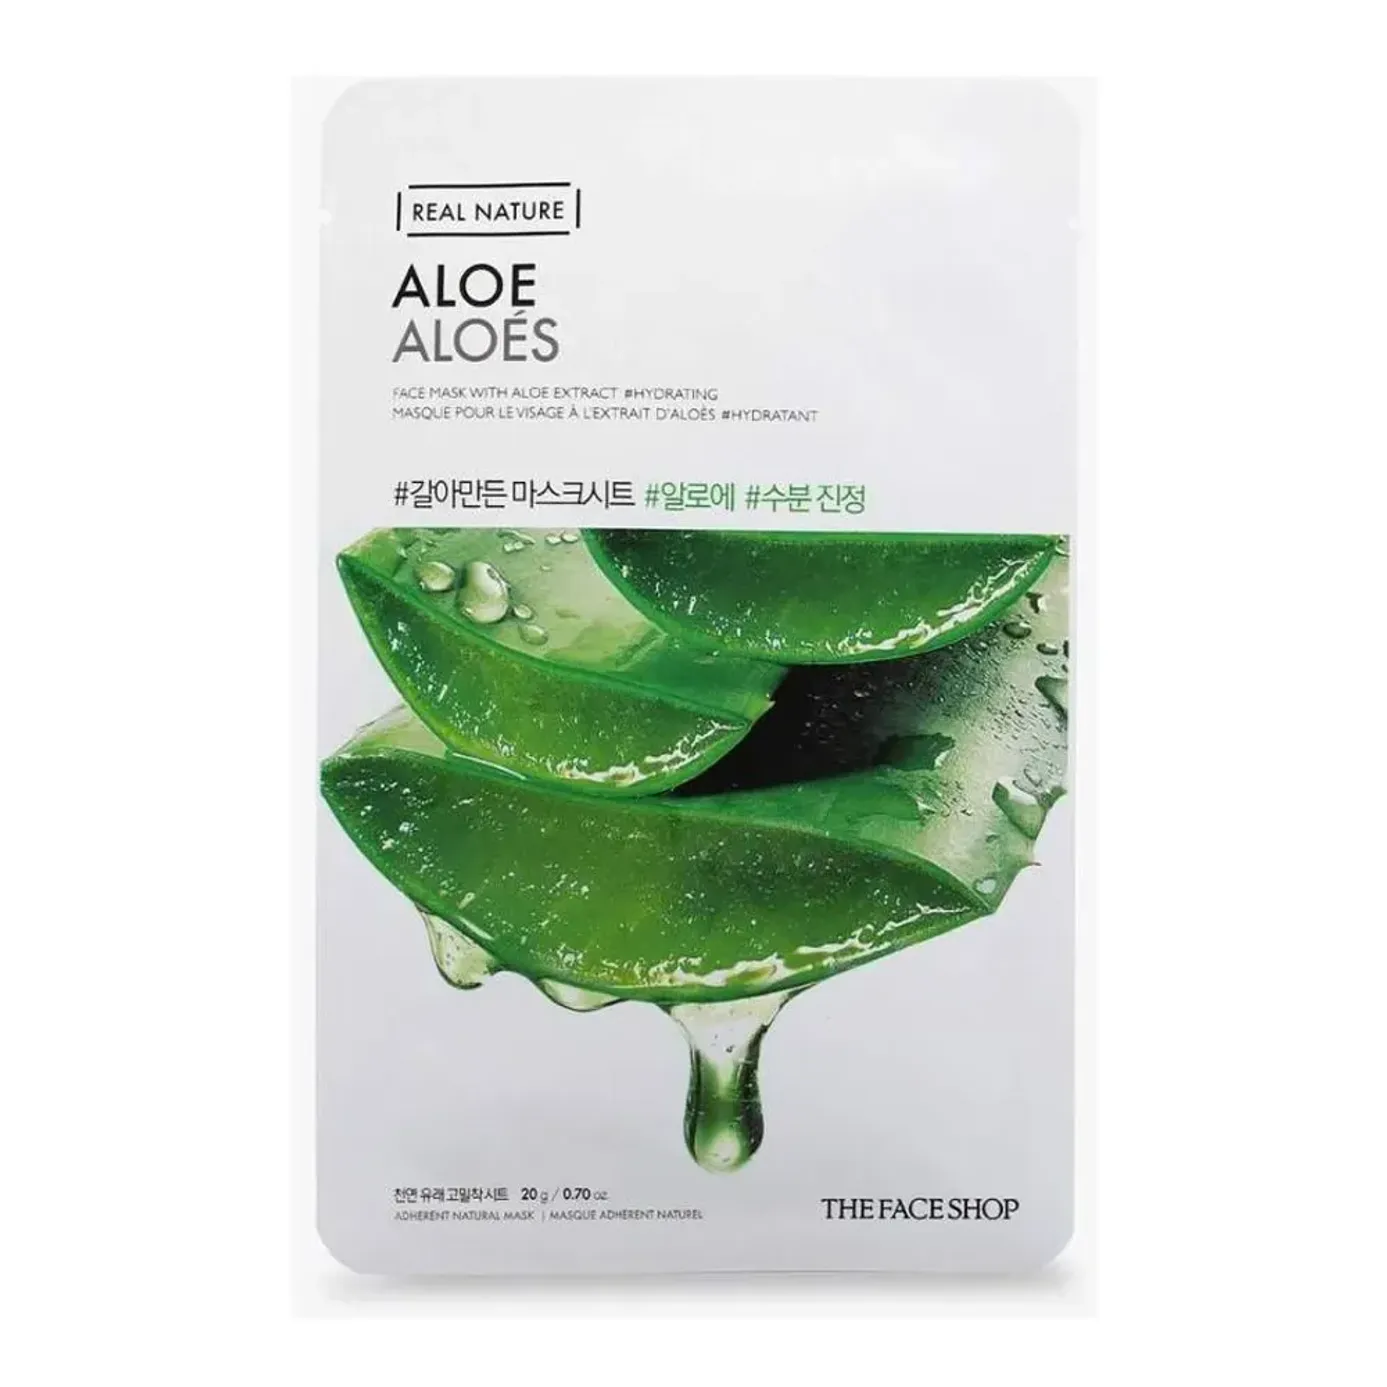 REAL NATURE
ALOE
ALOÉS
FACE MASK WITH ALOE EXTRACT #HYDRATING
MASQUE POUR LE VISAGE À L'EXTRAIT D'ALOÈS #HYDRATANT
#갈아만든 마스크시트 #알로에 #수분 진정
천연 유래 고밀착 시트 20 g / 0.70 oz.
ADHERENT NATURAL MASK | MASQUE ADHÉRENT NATUREL
THE FACE SHOP